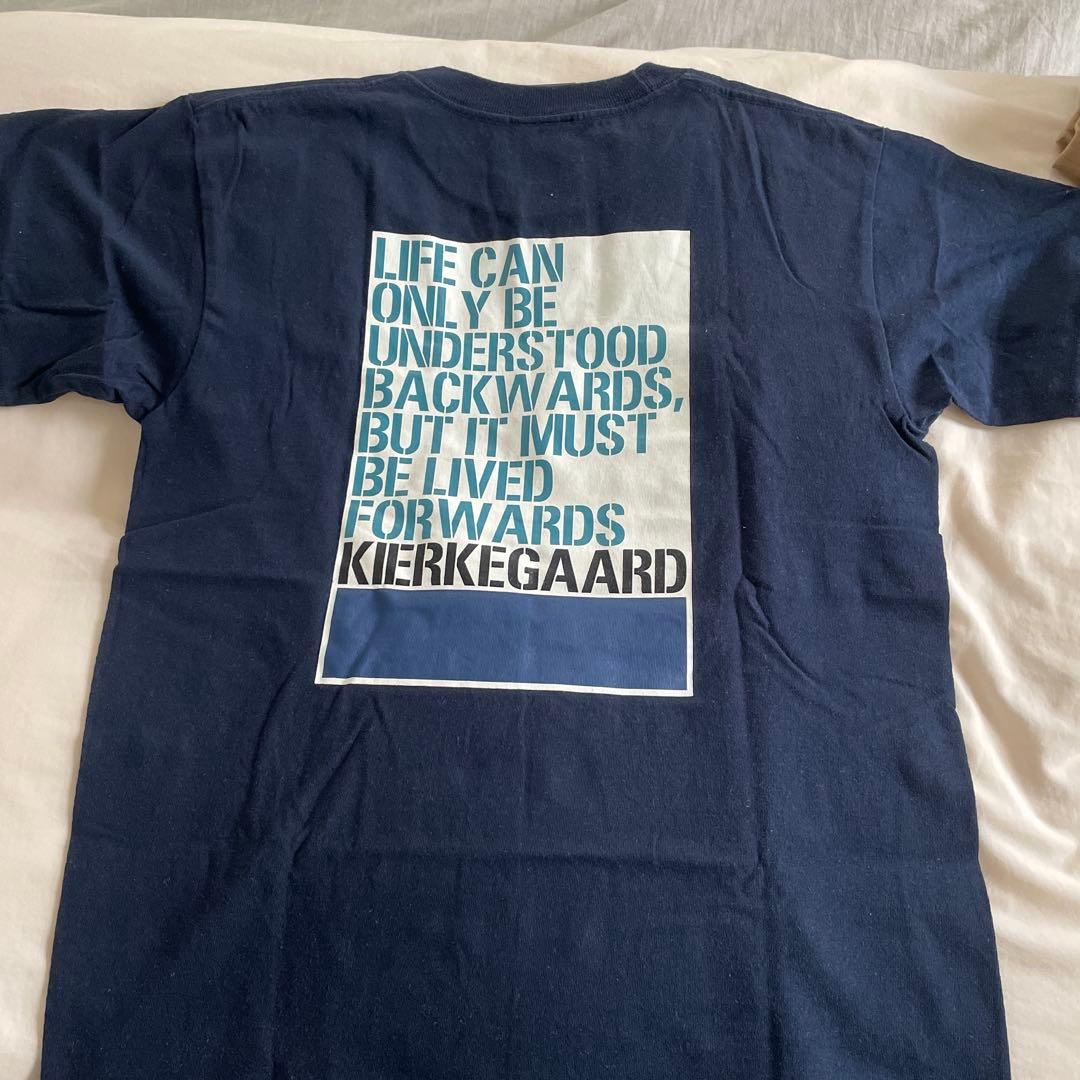 LIFE CAN
ONLY BE
UNDERSTOOD
BACKWARDS,
BUT IT MUST
BE LIVED
FORWARDS
KIERKEGAARD